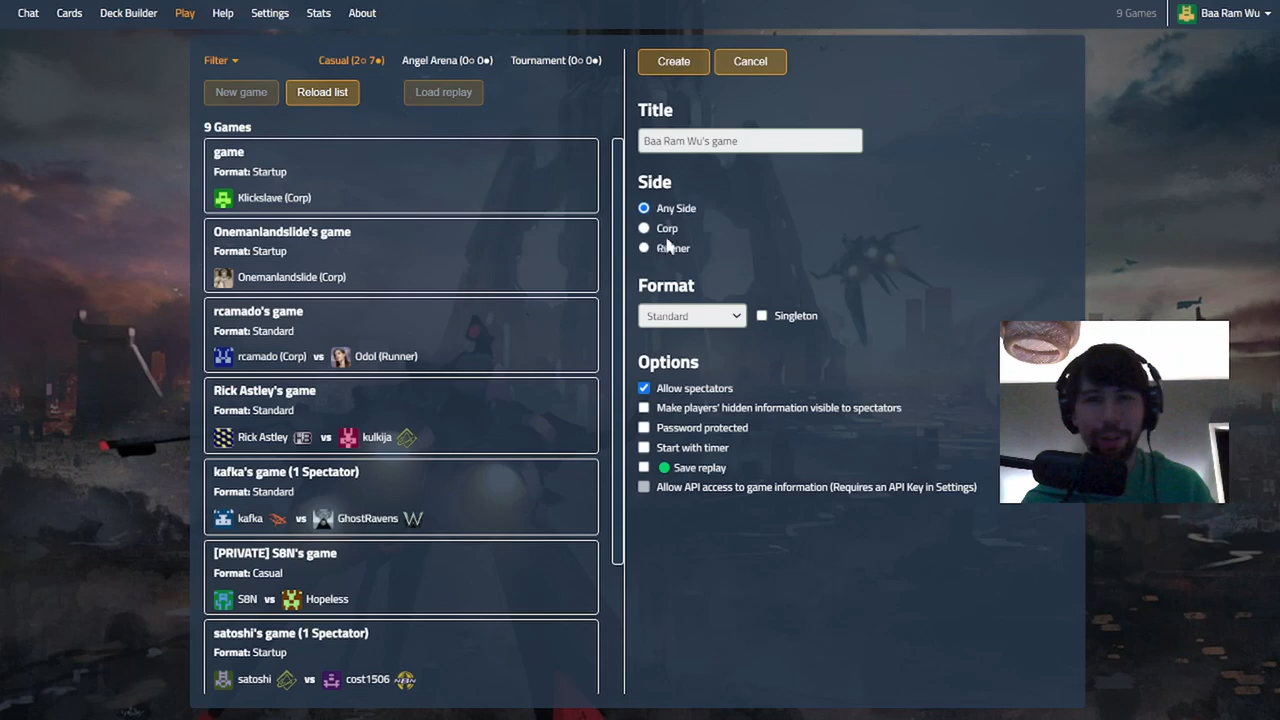 Chat Cards Deck Builder Play Help Settings Stats About 9 Games Baa Ram Wu
Filter Casual (2○ 7●) Angel Arena (0○ 0●) Tournament (0○ 0●)
New game Reload list Load replay
9 Games
game
Format: Startup
Klickslave (Corp)
Onemanlandslide's game
Format: Startup
Onemanlandslide (Corp)
rcamado's game
Format: Standard
rcamado (Corp) vs Odol (Runner)
Rick Astley's game
Format: Standard
Rick Astley HB vs kulkija
kafka's game (1 Spectator)
Format: Standard
kafka vs GhostRavens W
[PRIVATE] S8N's game
Format: Casual
S8N vs Hopeless
satoshi's game (1 Spectator)
Format: Startup
satoshi vs cost1506 NBN
Create Cancel
Title
Baa Ram Wu's game
Side
Any Side
Corp
Runner
Format
Standard Singleton
Options
Allow spectators
Make players' hidden information visible to spectators
Password protected
Start with timer
Save replay
Allow API access to game information (Requires an API Key in Settings)